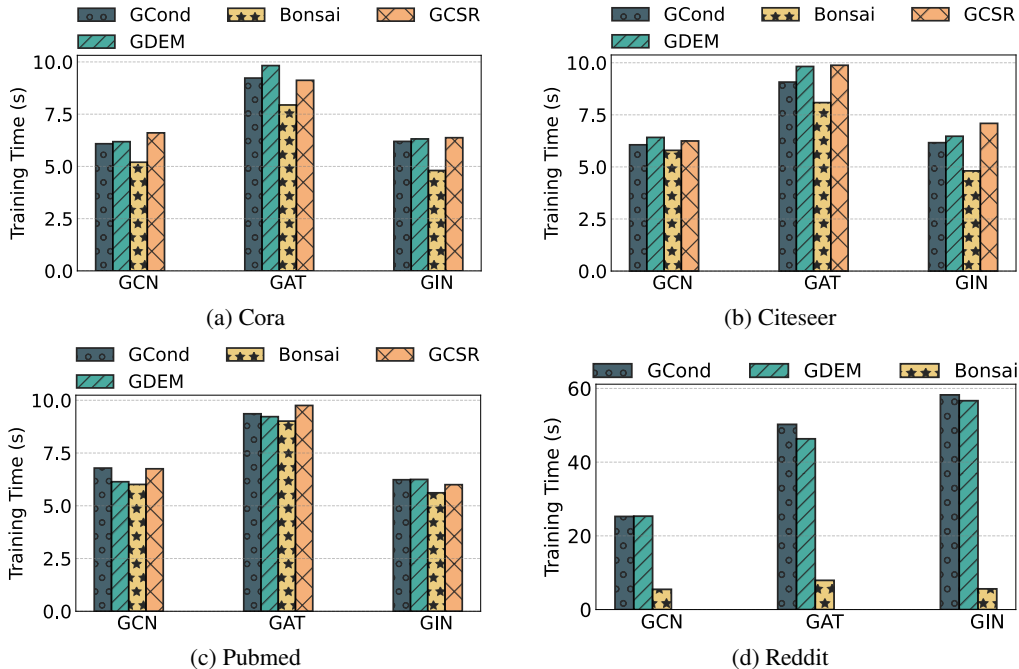 GCond Bonsai GCSR
GDEM
Training Time (s)
10.0
7.5
5.0
2.5
0.0
GCN GAT GIN
(a) Cora
GCond Bonsai GCSR
GDEM
Training Time (s)
10.0
7.5
5.0
2.5
0.0
GCN GAT GIN
(b) Citeseer
GCond Bonsai GCSR
GDEM
Training Time (s)
10.0
7.5
5.0
2.5
0.0
GCN GAT GIN
(c) Pubmed
GCond GDEM Bonsai
Training Time (s)
60
40
20
0
GCN GAT GIN
(d) Reddit